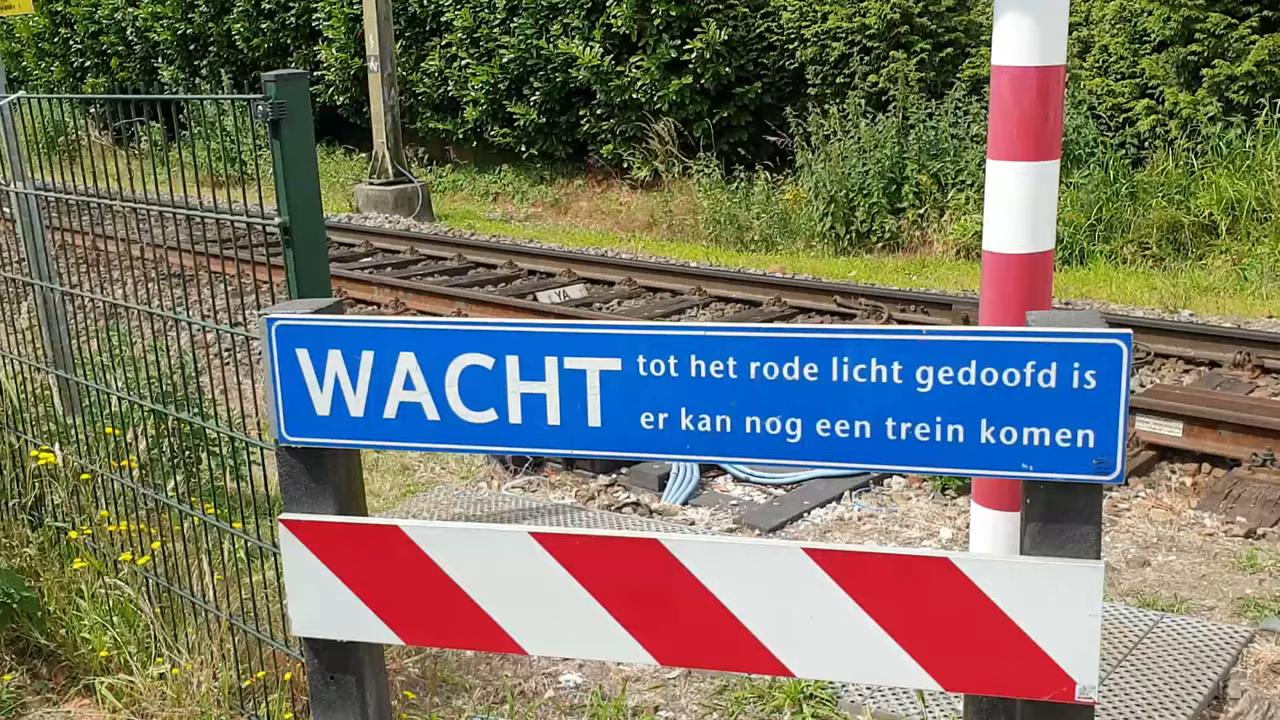 WACHT
tot het rode licht gedoofd is
er kan nog een trein komen